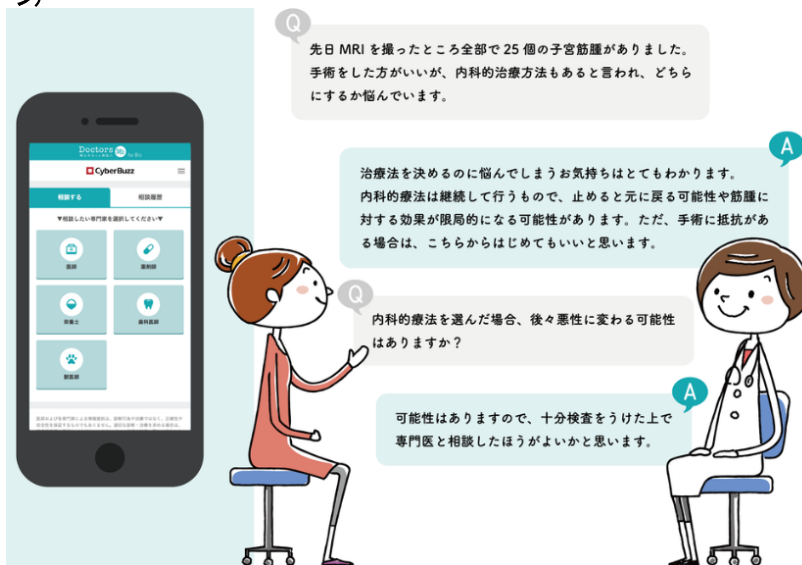 ン)
Q
先日 MRI を撮ったところ全部で 25 個の子宮筋腫がありました。
手術をした方がいいが、内科的治療方法もあると言われ、どちら
にするか悩んでいます。
A
治療法を決めるのに悩んでしまうお気持ちはとてもわかります。
内科的療法は継続して行うもので、止めると元に戻る可能性や筋腫に
対する効果が限局的になる可能性があります。ただ、手術に抵抗があ
る場合は、こちらからはじめてもいいと思います。
Q
内科的療法を選んだ場合、後々悪性に変わる可能性
はありますか？
A
可能性はありますので、十分検査をうけた上で
専門医と相談したほうがよいかと思います。
Doctors Me for Biz
CyberBuzz
相談する
相談履歴
▼相談したい専門家を選択してください▼
医師
薬剤師
栄養士
歯科医師
獣医師